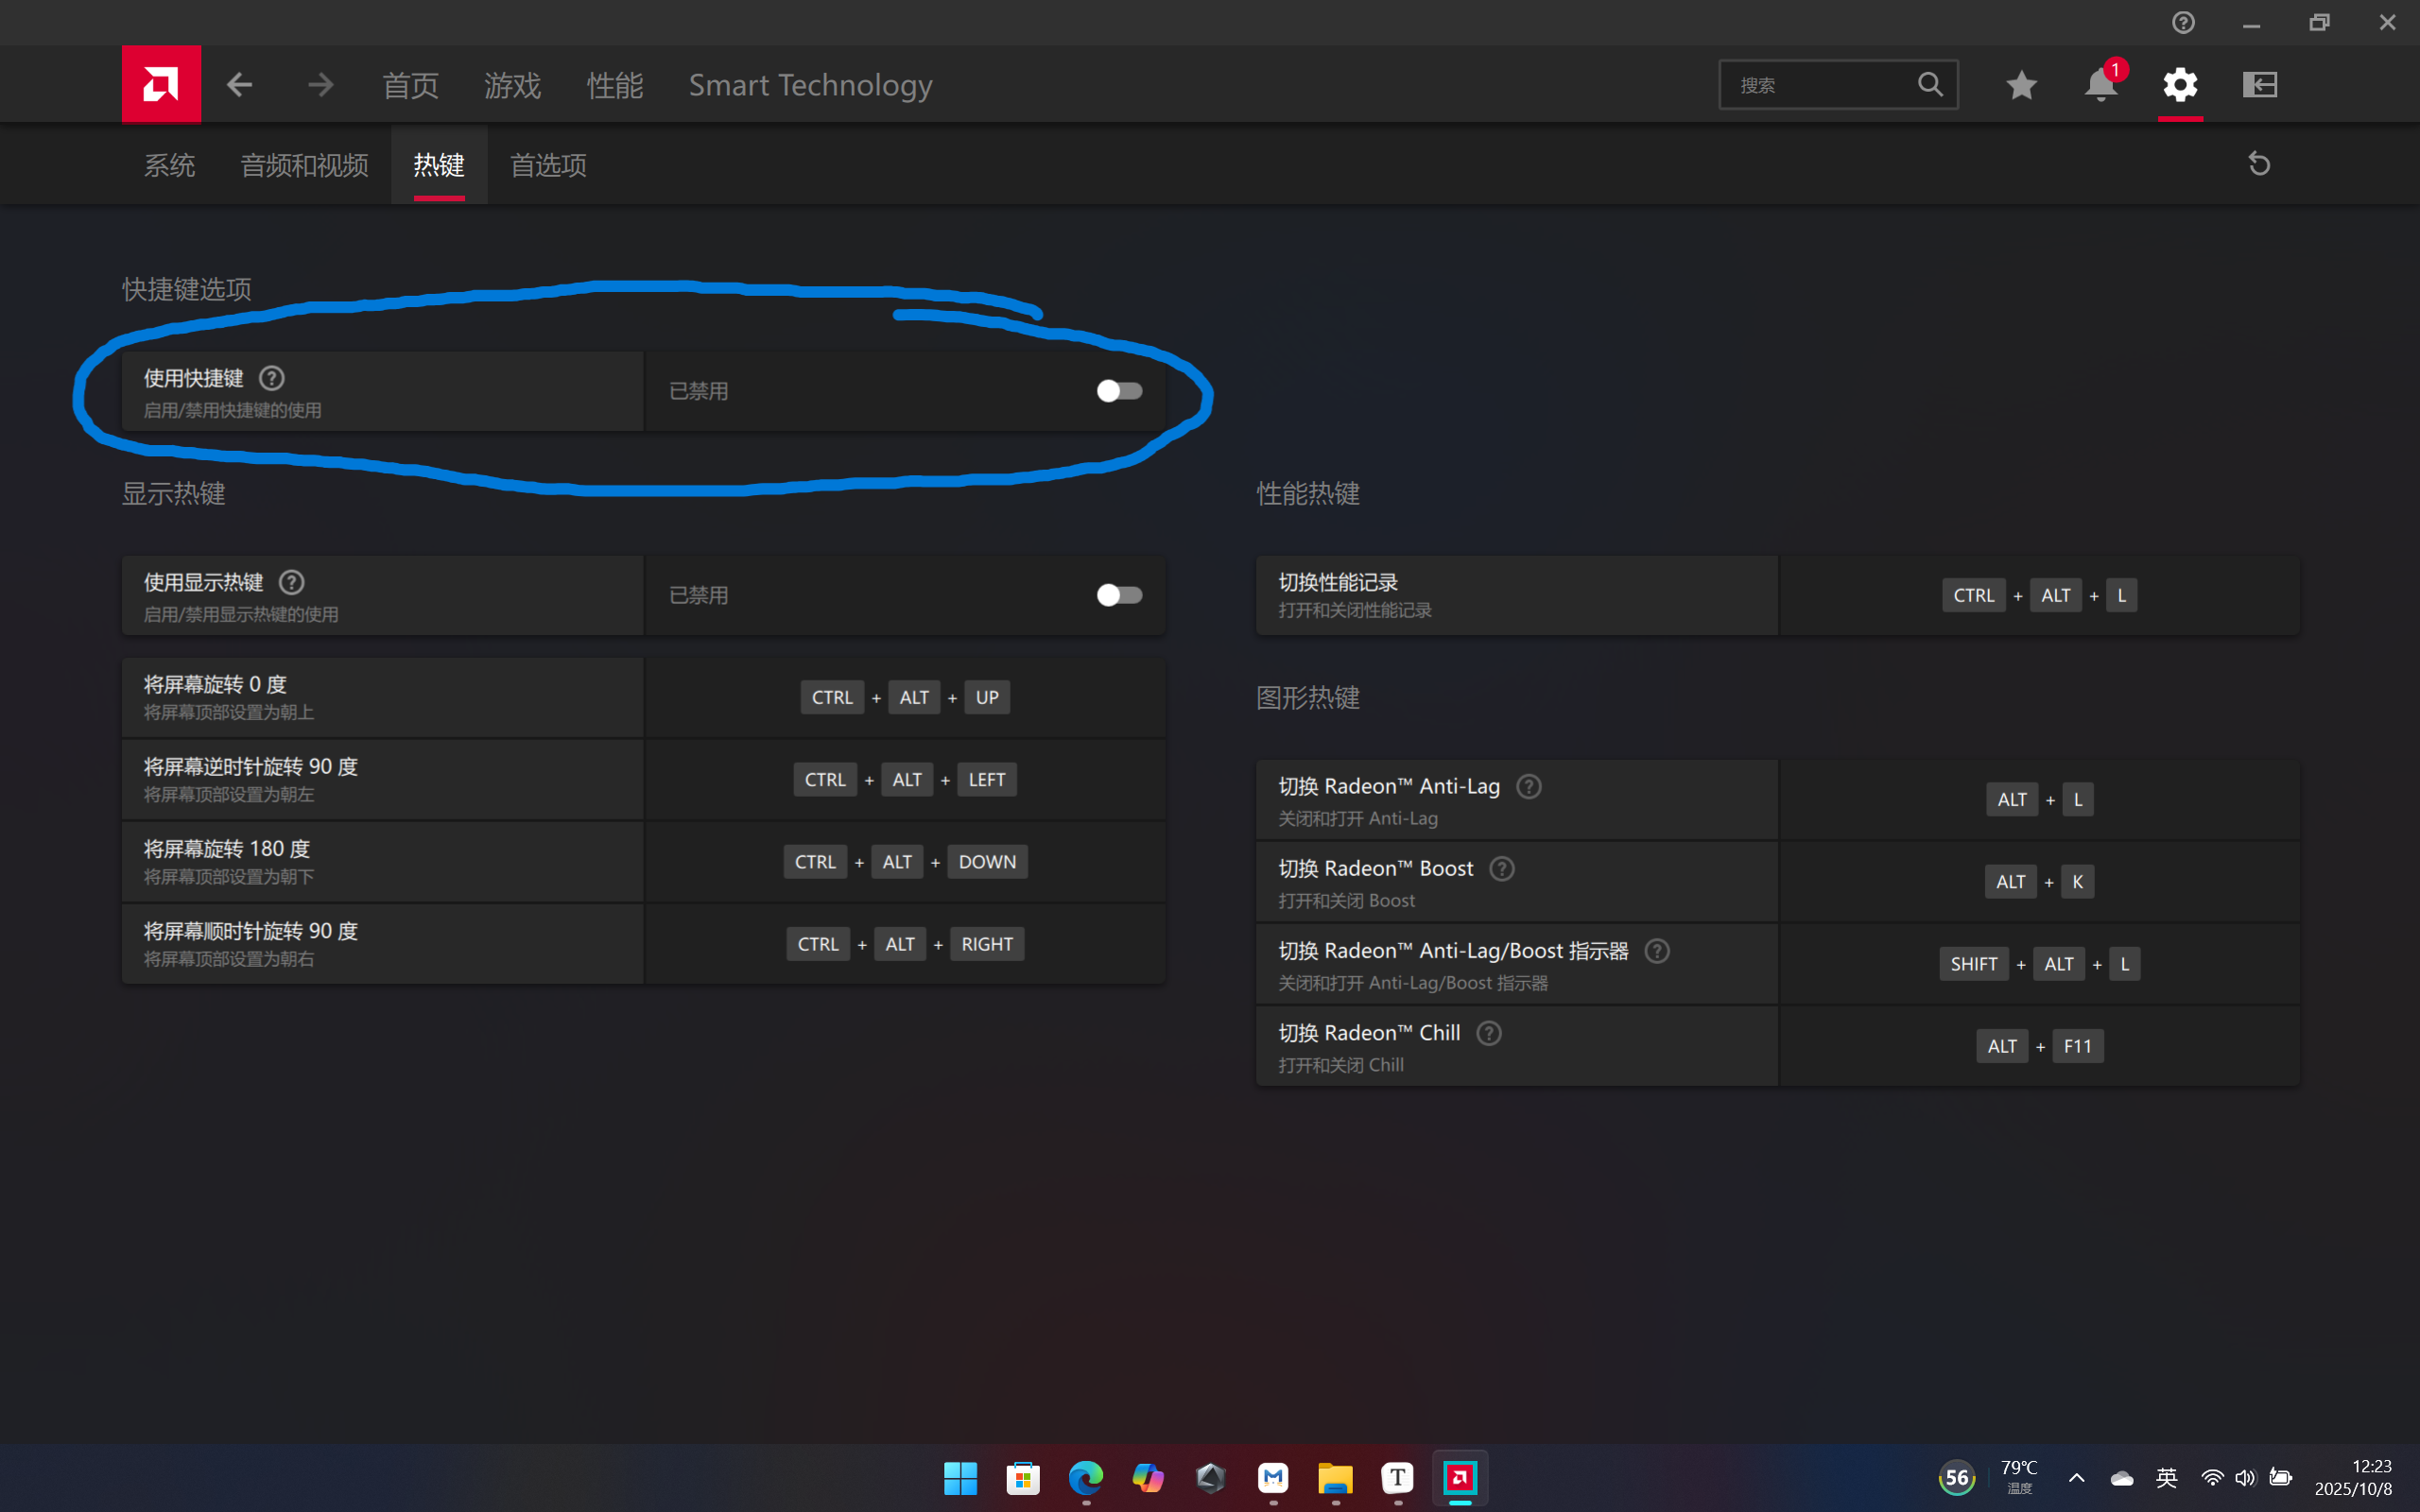 1
首页 游戏 性能 Smart Technology 搜索
系统 音频和视频 热键 首选项
快捷键选项
使用快捷键
启用/禁用快捷键的使用
已禁用
显示热键
使用显示热键
启用/禁用显示热键的使用
已禁用
将屏幕旋转 0 度
将屏幕顶部设置为朝上
CTRL + ALT + UP
将屏幕逆时针旋转 90 度
将屏幕顶部设置为朝左
CTRL + ALT + LEFT
将屏幕旋转 180 度
将屏幕顶部设置为朝下
CTRL + ALT + DOWN
将屏幕顺时针旋转 90 度
将屏幕顶部设置为朝右
CTRL + ALT + RIGHT
性能热键
切换性能记录
打开和关闭性能记录
CTRL + ALT + L
图形热键
切换 Radeon™ Anti-Lag
关闭和打开 Anti-Lag
ALT + L
切换 Radeon™ Boost
打开和关闭 Boost
ALT + K
切换 Radeon™ Anti-Lag/Boost 指示器
关闭和打开 Anti-Lag/Boost 指示器
SHIFT + ALT + L
切换 Radeon™ Chill
打开和关闭 Chill
ALT + F11
56
79℃
温度
英
12:23
2025/10/8